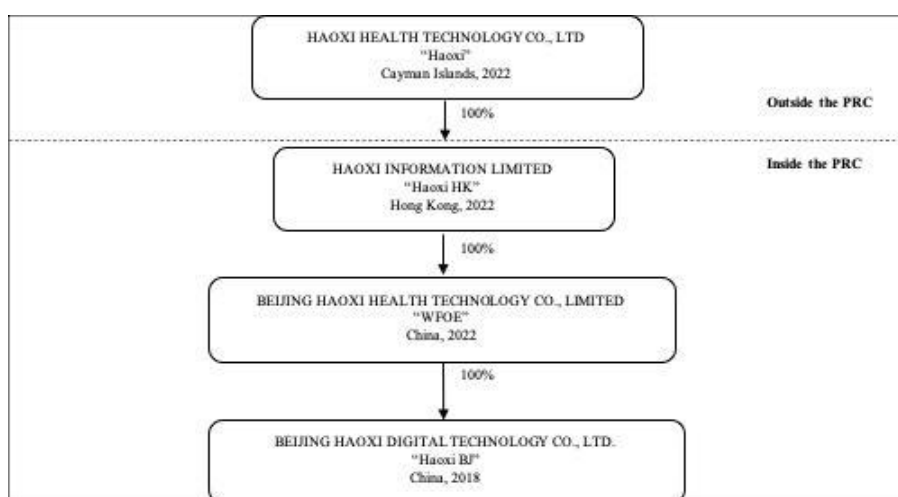 HAOXI HEALTH TECHNOLOGY CO., LTD
“Haoxi”
Cayman Islands, 2022
Outside the PRC
100%
Inside the PRC
HAOXI INFORMATION LIMITED
“Haoxi HK”
Hong Kong, 2022
100%
BEIJING HAOXI HEALTH TECHNOLOGY CO., LIMITED
“WFOE”
China, 2022
100%
BEIJING HAOXI DIGITAL TECHNOLOGY CO., LTD.
“Haoxi BJ”
China, 2018